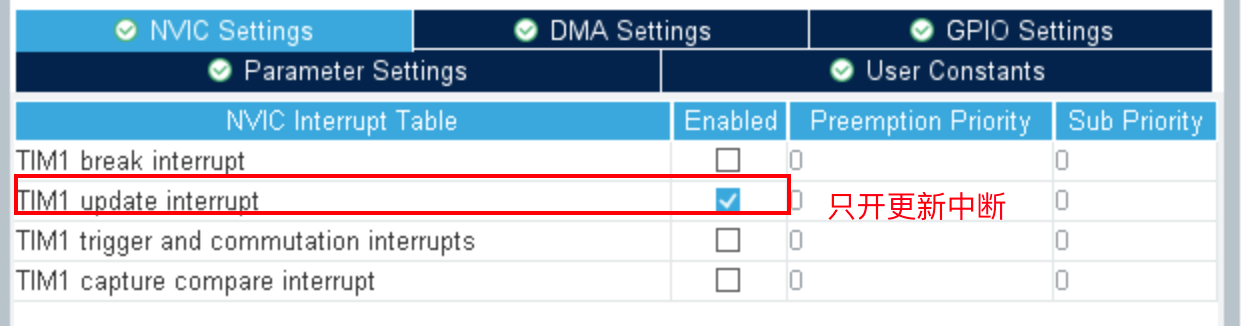 NVIC Settings DMA Settings GPIO Settings
Parameter Settings User Constants
NVIC Interrupt Table Enabled Preemption Priority Sub Priority
TIM1 break interrupt 0 0
TIM1 update interrupt 0 只开更新中断 0
TIM1 trigger and commutation interrupts 0 0
TIM1 capture compare interrupt 0 0